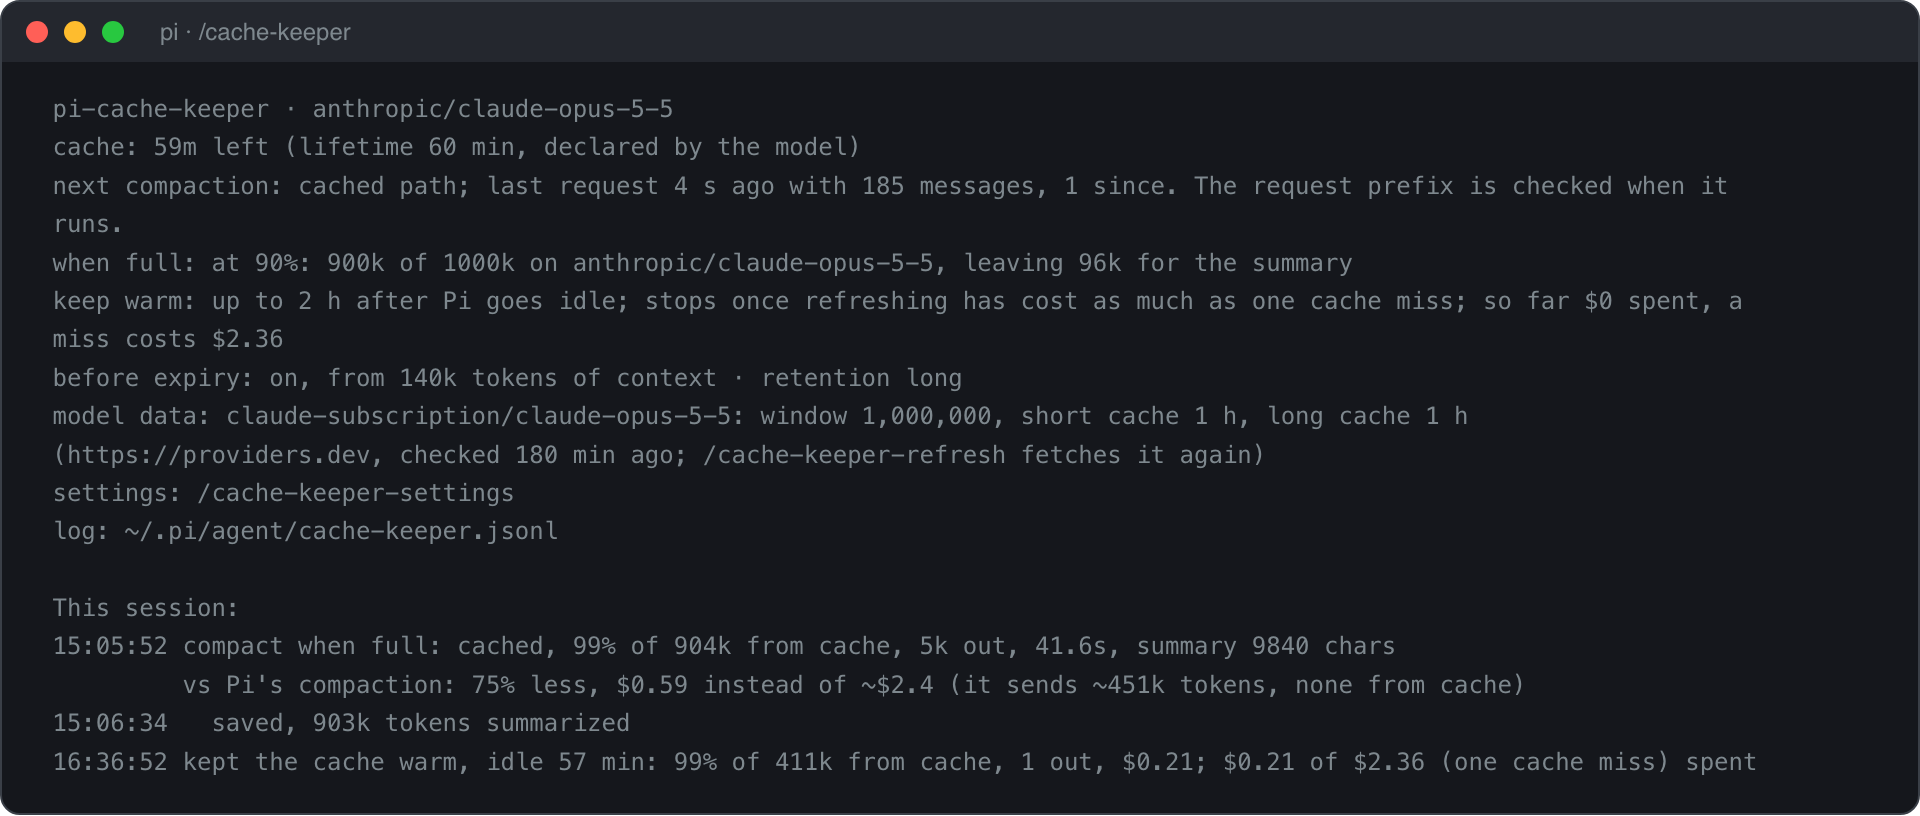 pi · /cache-keeper
pi-cache-keeper · anthropic/claude-opus-5-5
cache: 59m left (lifetime 60 min, declared by the model)
next compaction: cached path; last request 4 s ago with 185 messages, 1 since. The request prefix is checked when it
runs.
when full: at 90%: 900k of 1000k on anthropic/claude-opus-5-5, leaving 96k for the summary
keep warm: up to 2 h after Pi goes idle; stops once refreshing has cost as much as one cache miss; so far $0 spent, a
miss costs $2.36
before expiry: on, from 140k tokens of context · retention long
model data: claude-subscription/claude-opus-5-5: window 1,000,000, short cache 1 h, long cache 1 h
(https://providers.dev, checked 180 min ago; /cache-keeper-refresh fetches it again)
settings: /cache-keeper-settings
log: ~/.pi/agent/cache-keeper.jsonl
This session:
15:05:52 compact when full: cached, 99% of 904k from cache, 5k out, 41.6s, summary 9840 chars
vs Pi's compaction: 75% less, $0.59 instead of ~$2.4 (it sends ~451k tokens, none from cache)
15:06:34   saved, 903k tokens summarized
16:36:52 kept the cache warm, idle 57 min: 99% of 411k from cache, 1 out, $0.21; $0.21 of $2.36 (one cache miss) spent